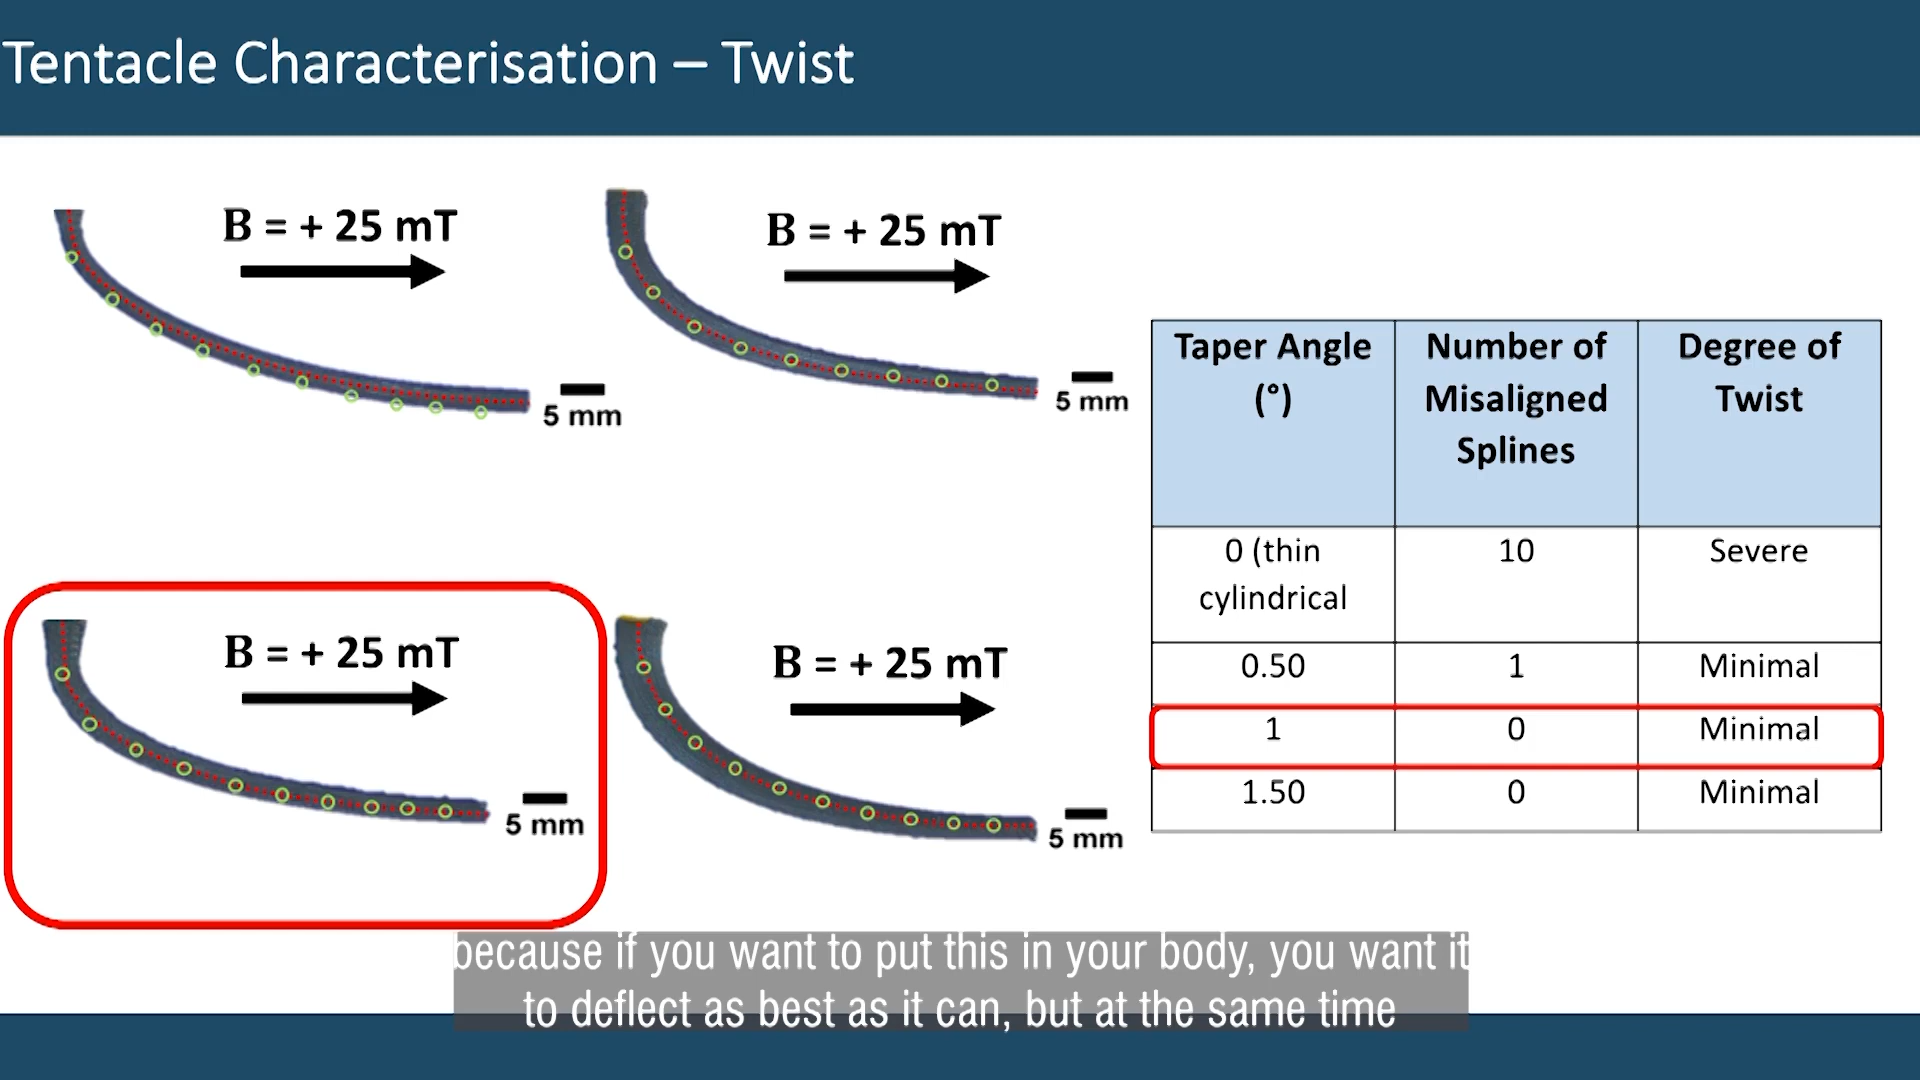 Tentacle Characterisation – Twist
B = + 25 mT
5 mm
B = + 25 mT
5 mm
B = + 25 mT
5 mm
B = + 25 mT
5 mm
Taper Angle (°)
Number of Misaligned Splines
Degree of Twist
0 (thin cylindrical
10
Severe
0.50
1
Minimal
1
0
Minimal
1.50
0
Minimal
because if you want to put this in your body, you want it
to deflect as best as it can, but at the same time